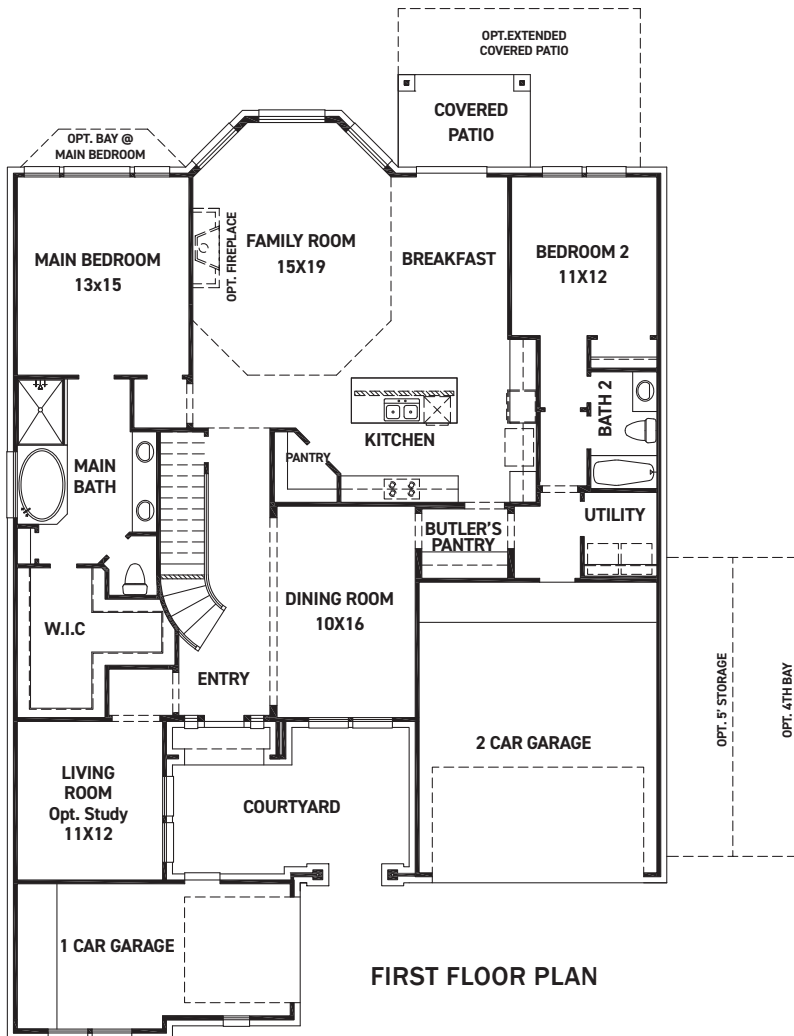 OPT.EXTENDED
COVERED PATIO
COVERED
PATIO
OPT. BAY @
MAIN BEDROOM
MAIN BEDROOM
13x15
OPT. FIREPLACE
FAMILY ROOM
15X19
BREAKFAST
BEDROOM 2
11X12
BATH 2
KITCHEN
PANTRY
MAIN
BATH
UTILITY
BUTLER'S
PANTRY
DINING ROOM
10X16
W.I.C
ENTRY
OPT. 5' STORAGE
OPT. 4TH BAY
2 CAR GARAGE
LIVING
ROOM
Opt. Study
11X12
COURTYARD
1 CAR GARAGE
FIRST FLOOR PLAN